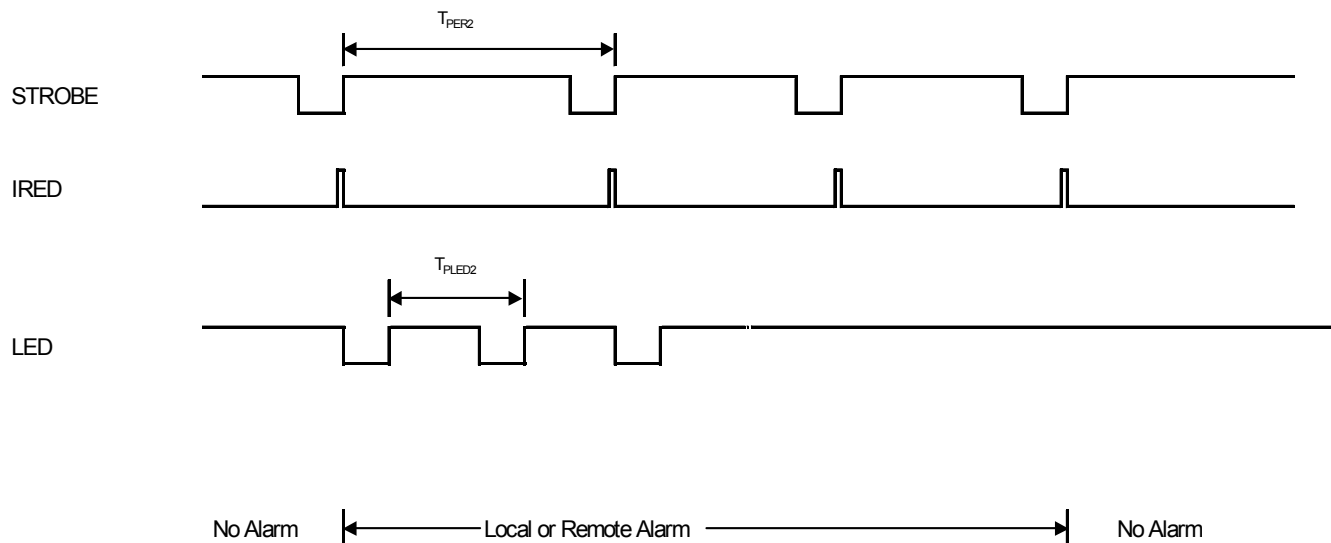 TPER2
STROBE
IRED
TPLED2
LED
No Alarm
Local or Remote Alarm
No Alarm